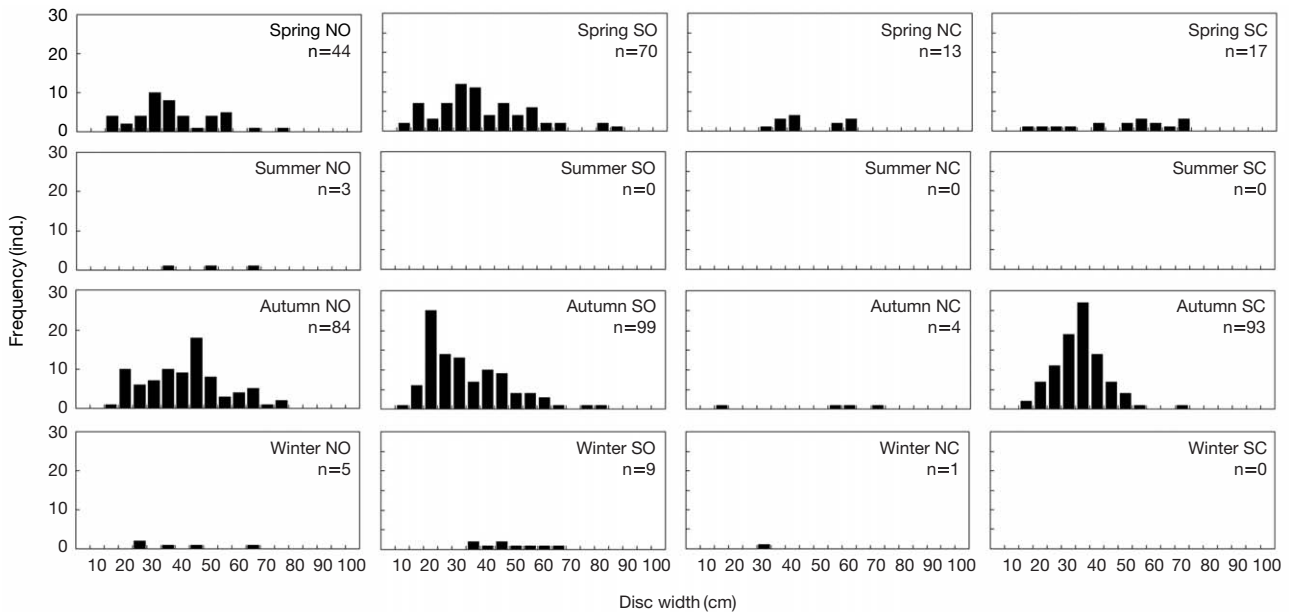 30
20
10
0
Spring NO
n=44
Spring SO
n=70
Spring NC
n=13
Spring SC
n=17
30
20
10
0
Summer NO
n=3
Summer SO
n=0
Summer NC
n=0
Summer SC
n=0
Frequency (ind.)
30
20
10
0
Autumn NO
n=84
Autumn SO
n=99
Autumn NC
n=4
Autumn SC
n=93
30
20
10
0
Winter NO
n=5
Winter SO
n=9
Winter NC
n=1
Winter SC
n=0
10 20 30 40 50 60 70 80 90 100
10 20 30 40 50 60 70 80 90 100
10 20 30 40 50 60 70 80 90 100
10 20 30 40 50 60 70 80 90 100
Disc width (cm)